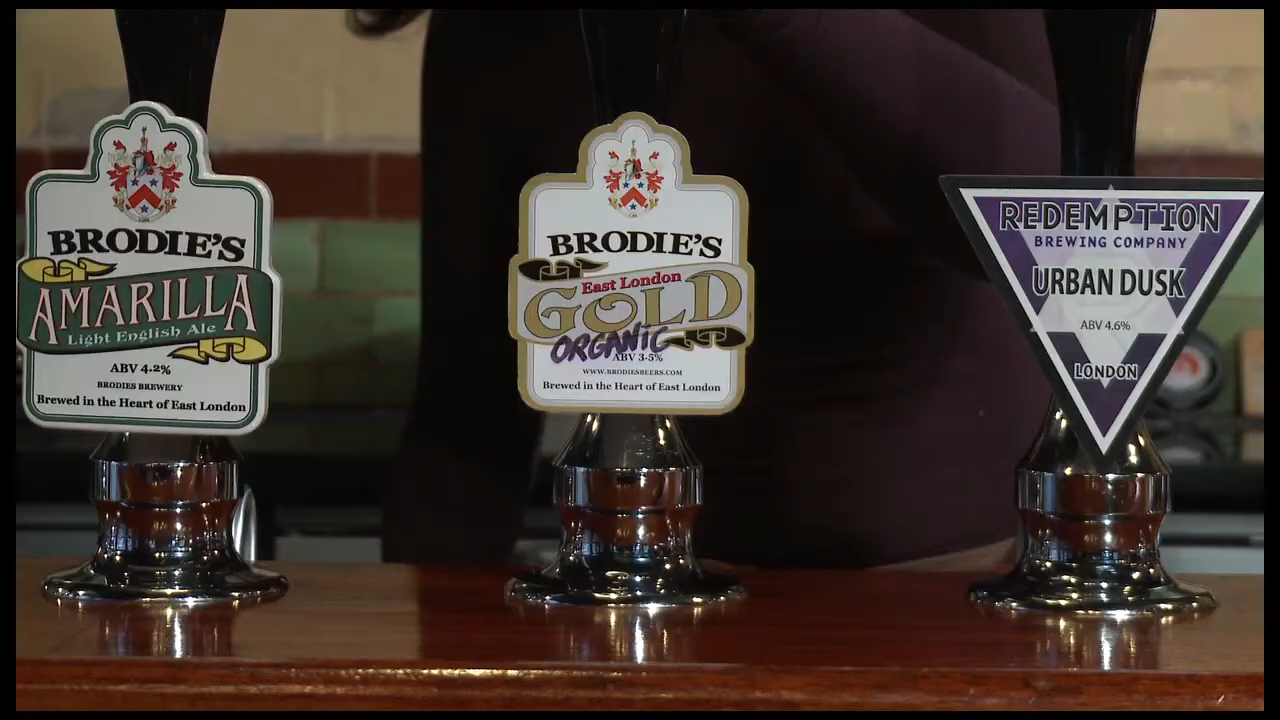 BRODIE'S
AMARILLA
Light English Ale
ABV 4.2%
BRODIES BREWERY
Brewed in the Heart of East London
BRODIE'S
East London
GOLD
ORGANIC
ABV 3.5%
WWW.BRODIESBEERS.COM
Brewed in the Heart of East London
REDEMPTION
BREWING COMPANY
URBAN DUSK
ABV 4.6%
LONDON